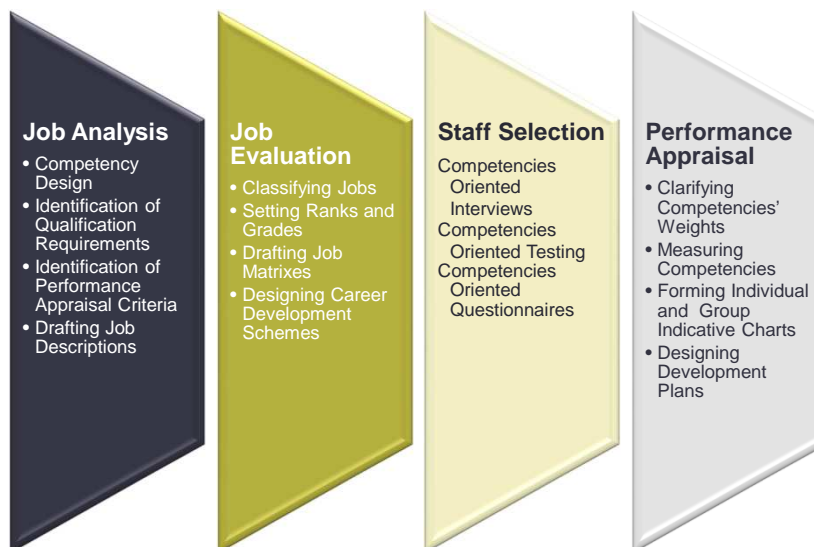 Job Analysis
• Competency
Design
• Identification of
Qualification
Requirements
• Identification of
Performance
Appraisal Criteria
• Drafting Job
Descriptions
Job
Evaluation
• Classifying Jobs
• Setting Ranks and
Grades
• Drafting Job
Matrixes
• Designing Career
Development
Schemes
Staff Selection
Competencies
Oriented
Interviews
Competencies
Oriented Testing
Competencies
Oriented
Questionnaires
Performance
Appraisal
• Clarifying
Competencies’
Weights
• Measuring
Competencies
• Forming Individual
and Group
Indicative Charts
• Designing
Development
Plans